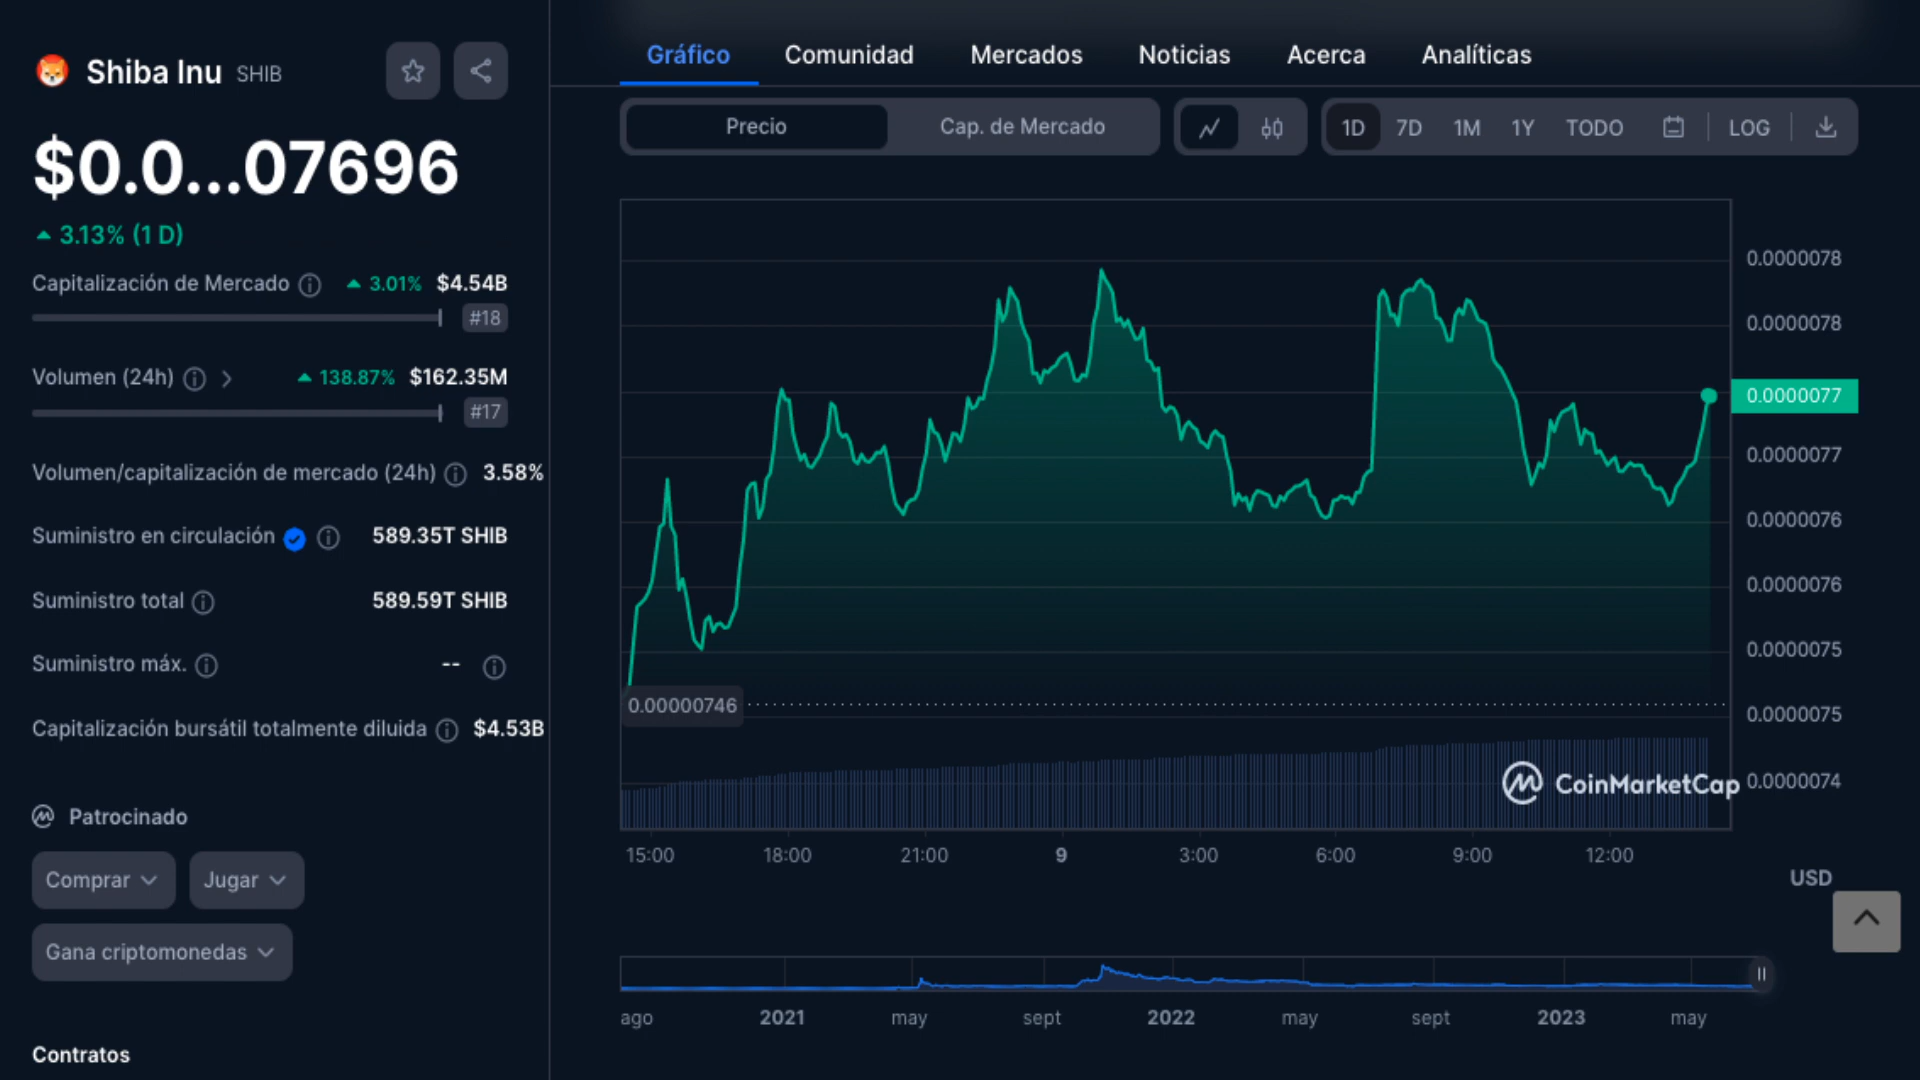 Shiba Inu SHIB
$0.0...07696
3.13% (1 D)
Capitalización de Mercado 3.01% $4.54B
#18
Volumen (24h) 138.87% $162.35M
#17
Volumen/capitalización de mercado (24h) 3.58%
Suministro en circulación 589.35T SHIB
Suministro total 589.59T SHIB
Suministro máx. --
Capitalización bursátil totalmente diluida $4.53B
Patrocinado
Comprar Jugar
Gana criptomonedas
Contratos
Gráfico Comunidad Mercados Noticias Acerca Analíticas
Precio Cap. de Mercado 1D 7D 1M 1Y TODO LOG
0.0000078
0.0000078
0.0000077
0.0000077
0.0000076
0.0000076
0.0000075
0.00000746
0.0000075
CoinMarketCap
0.0000074
15:00 18:00 21:00 9 3:00 6:00 9:00 12:00
USD
ago 2021 may sept 2022 may sept 2023 may